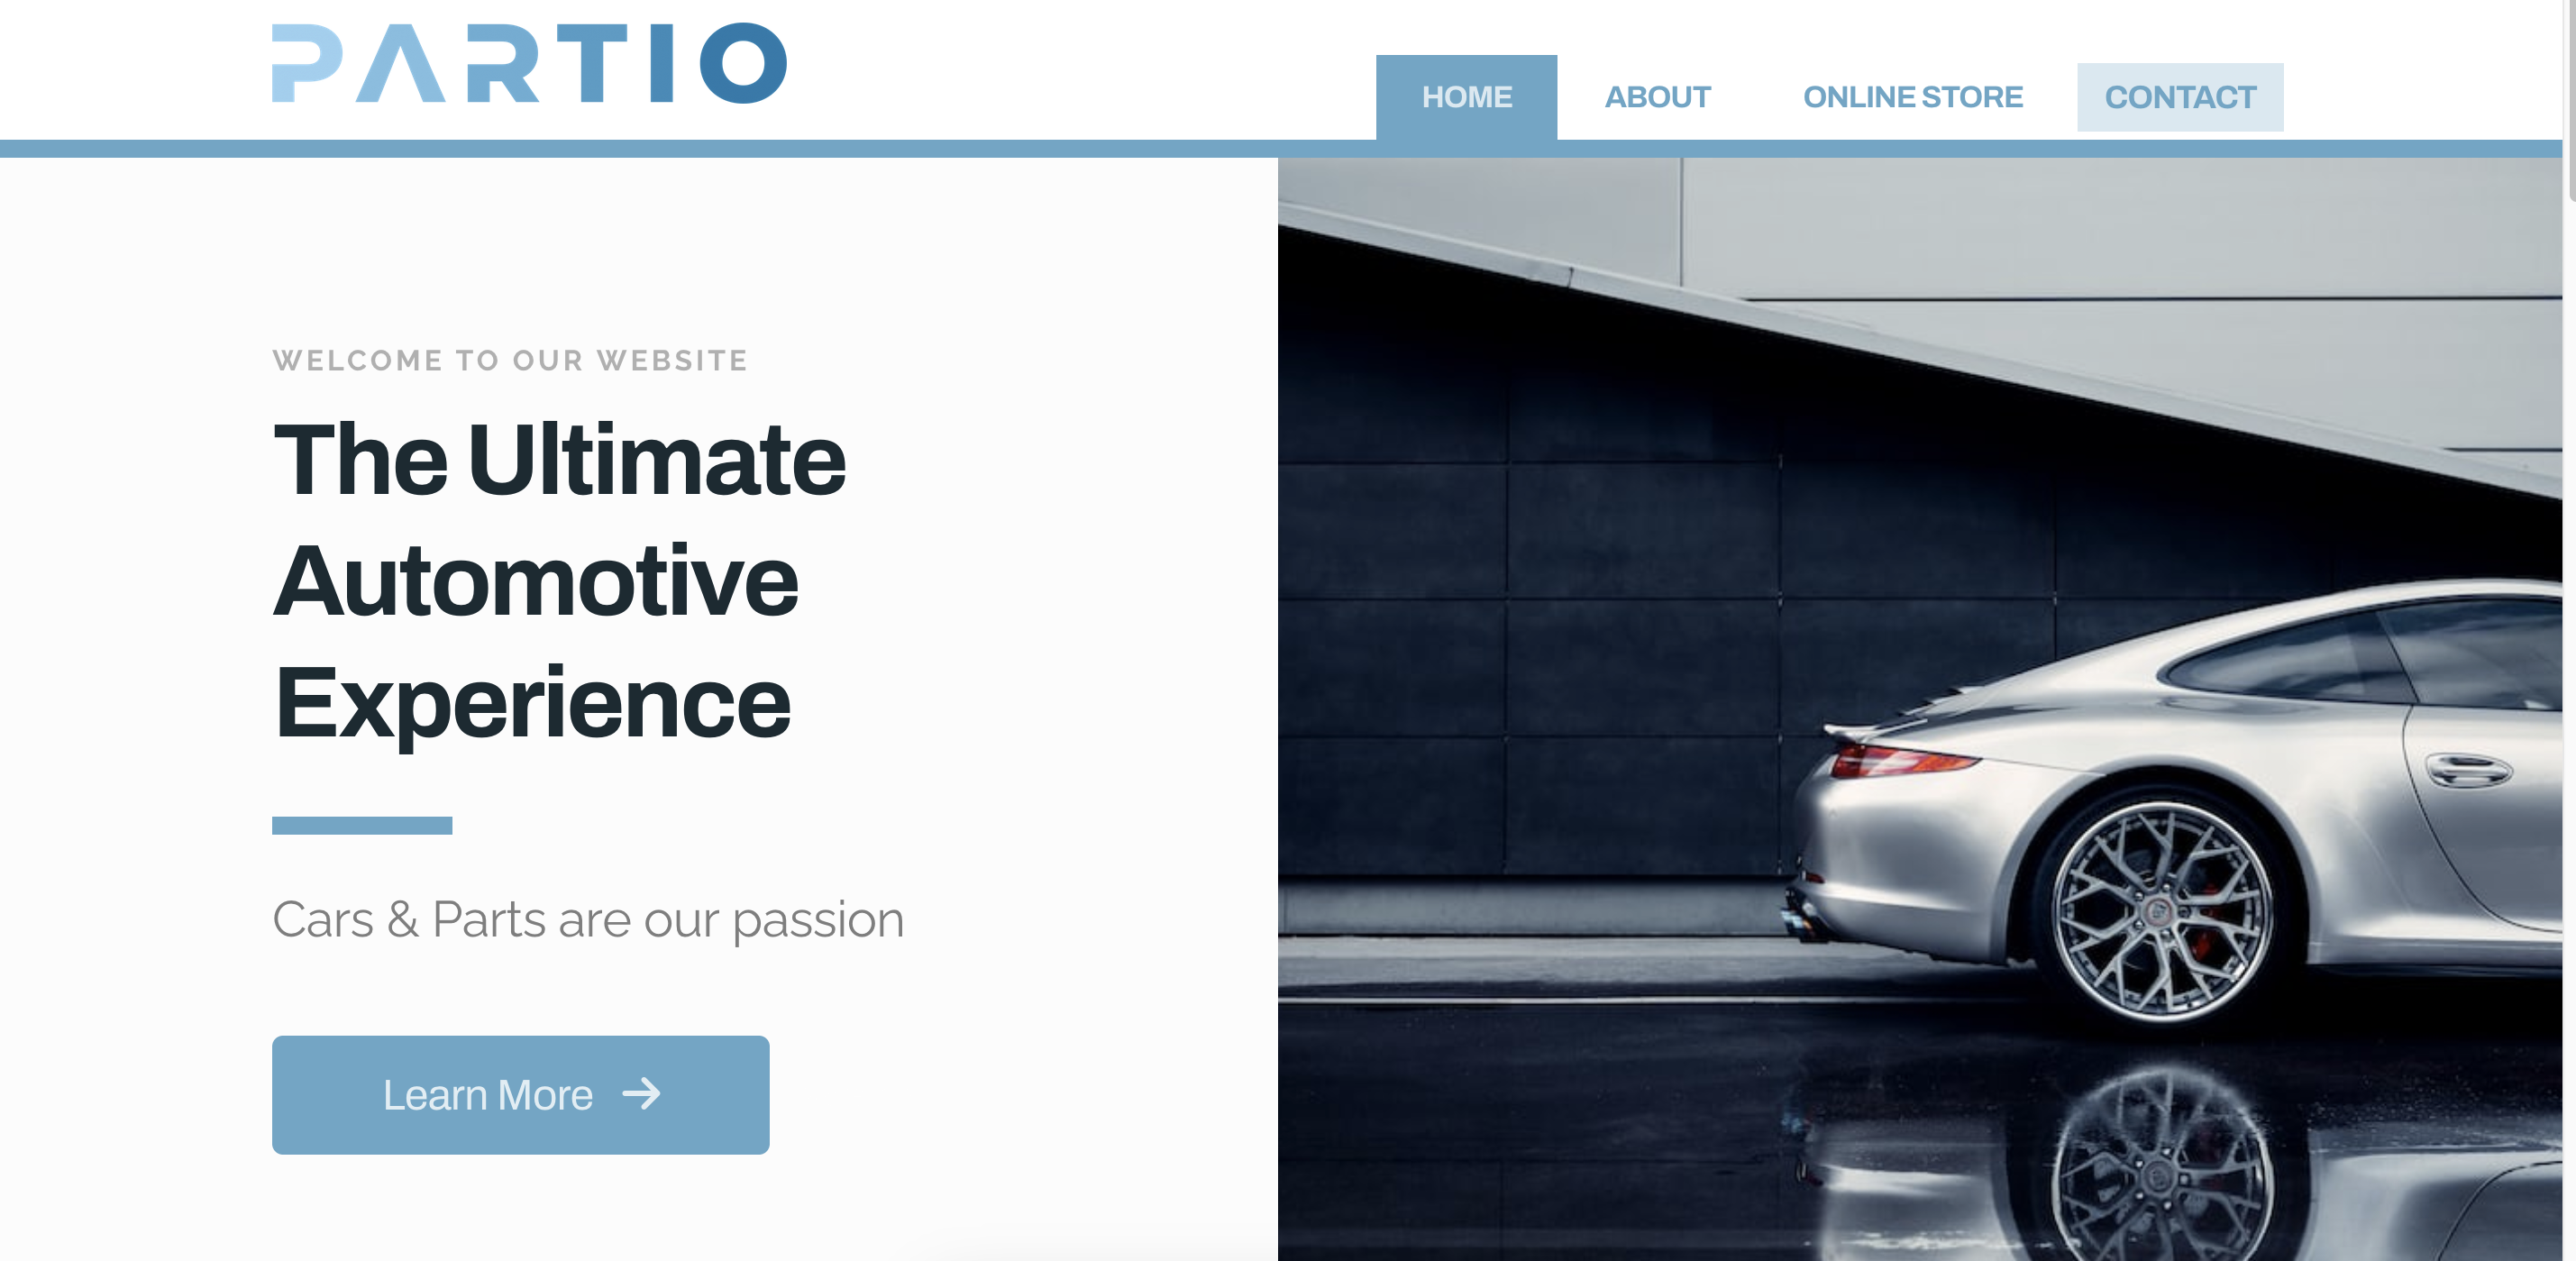 PARTIO
HOME ABOUT ONLINE STORE CONTACT
WELCOME TO OUR WEBSITE
The Ultimate
Automotive
Experience
Cars & Parts are our passion
Learn More